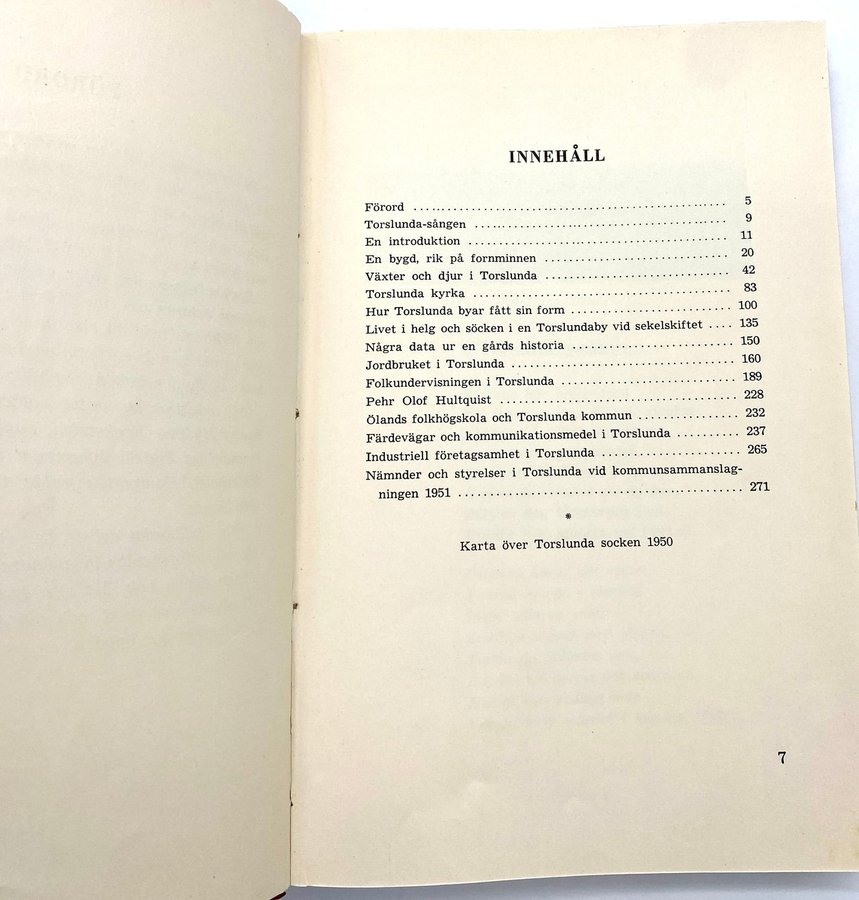 INNEHÅLL
Förord 5
Torslunda-sången 9
En introduktion 11
En bygd, rik på fornminnen 20
Växter och djur i Torslunda 42
Torslunda kyrka 83
Hur Torslunda byar fått sin form 100
Livet i helg och söcken i en Torslundaby vid sekelskiftet 135
Några data ur en gårds historia 150
Jordbruket i Torslunda 160
Folkundervisningen i Torslunda 189
Pehr Olof Hultquist 228
Ölands folkhögskola och Torslunda kommun 232
Färdevägar och kommunikationsmedel i Torslunda 237
Industriell företagsamhet i Torslunda 265
Nämnder och styrelser i Torslunda vid kommunsammanslag-
ningen 1951 271
*
Karta över Torslunda socken 1950
7